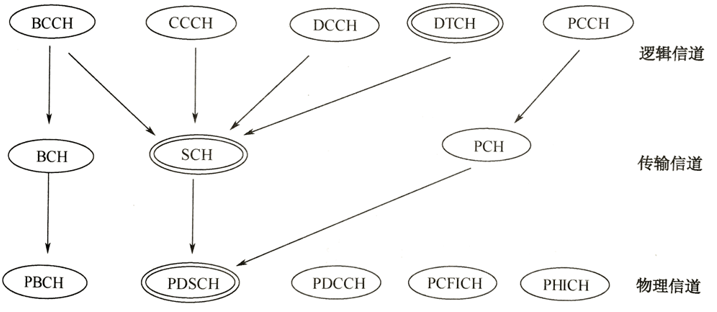 BCCH CCCH DCCH DTCH PCCH 逻辑信道
BCH SCH PCH 传输信道
PBCH PDSCH PDCCH PCFICH PHICH 物理信道